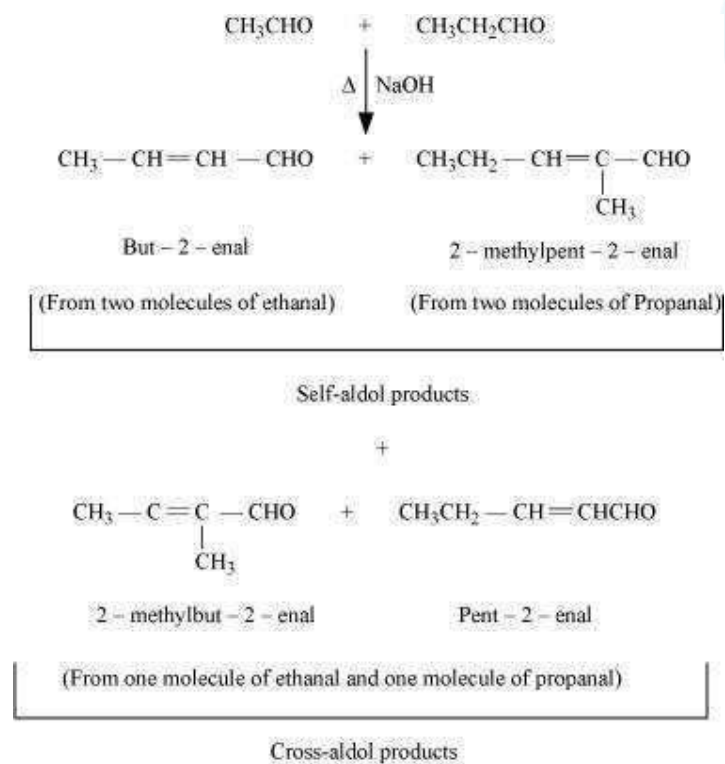 CH₃CHO + CH₃CH₂CHO
Δ NaOH
CH₃ — CH = CH — CHO + CH₃CH₂ — CH = C — CHO
CH₃
But – 2 – enal 2 – methylpent – 2 – enal
(From two molecules of ethanal) (From two molecules of Propanal)
Self-aldol products
+
CH₃ — C = C — CHO + CH₃CH₂ — CH = CHCHO
CH₃
2 – methylbut – 2 – enal Pent – 2 – enal
(From one molecule of ethanal and one molecule of propanal)
Cross-aldol products